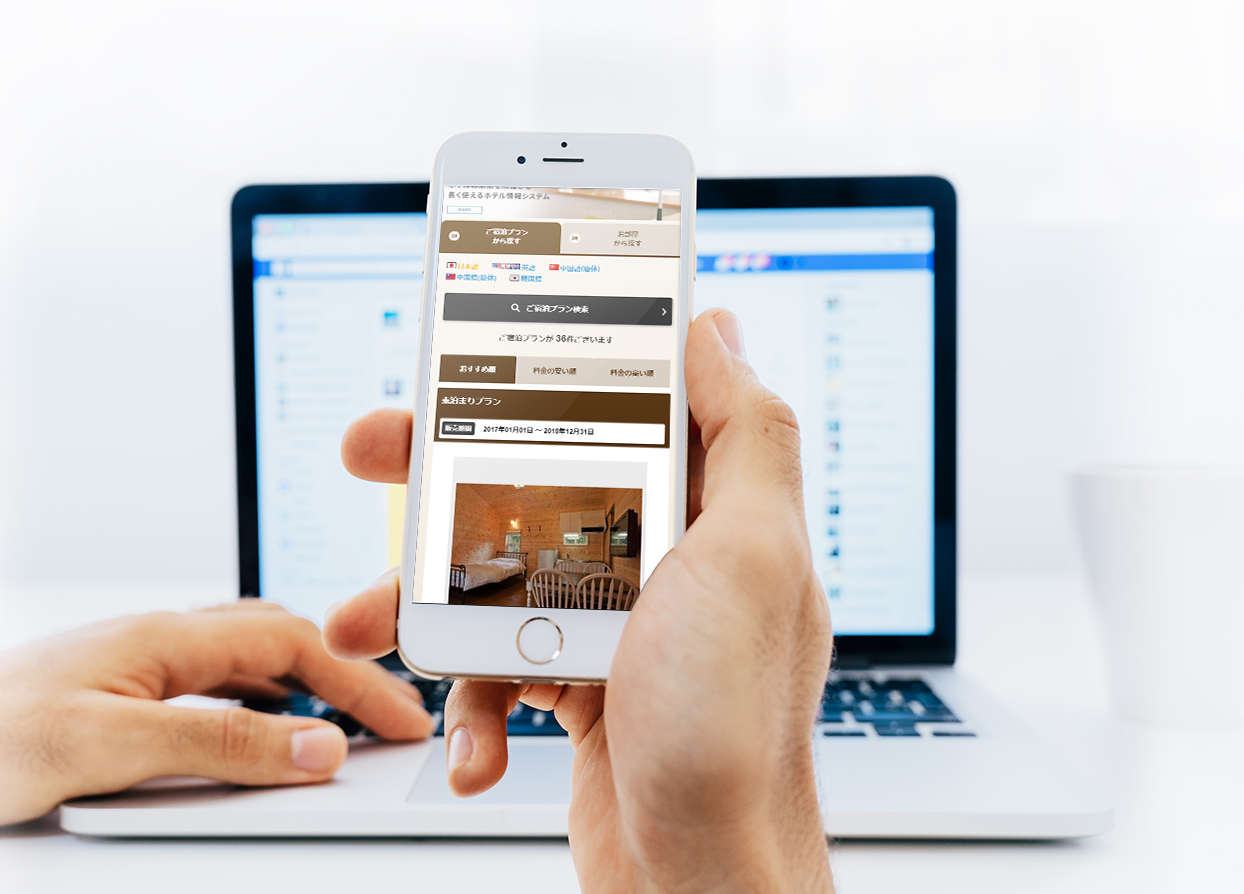 長く使えるホテル情報システム
MORE
ご宿泊プラン
から探す
お部屋
から探す
日本語 英語 中国語(簡体)
中国語(繁体) 韓国語
ご宿泊プラン検索
ご宿泊プランが 36件ございます
おすすめ順 料金の安い順 料金の高い順
素泊まりプラン
販売期間 2017年01月01日 ～ 2018年12月31日